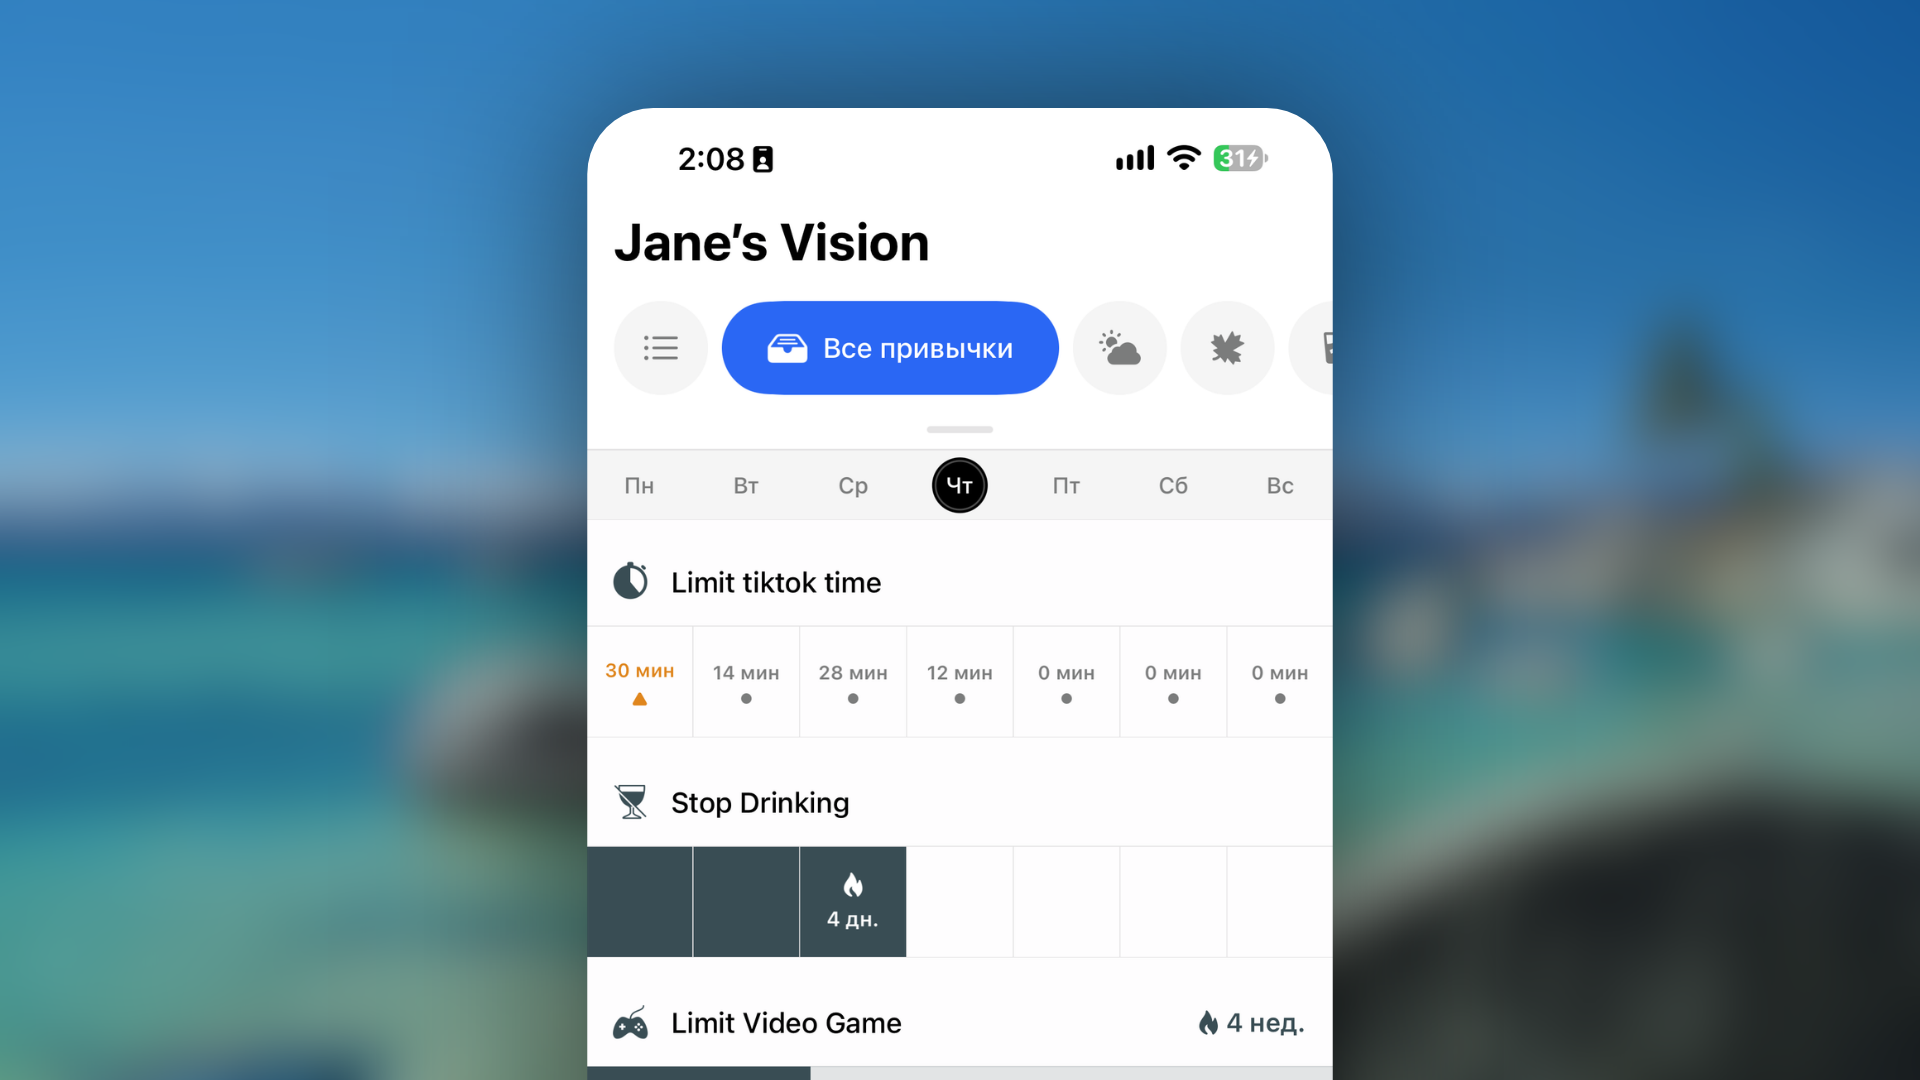 2:08
31
Jane's Vision
Все привычки
Пн Вт Ср Чт Пт Сб Вс
Limit tiktok time
30 мин 14 мин 28 мин 12 мин 0 мин 0 мин 0 мин
Stop Drinking
4 дн.
Limit Video Game 4 нед.